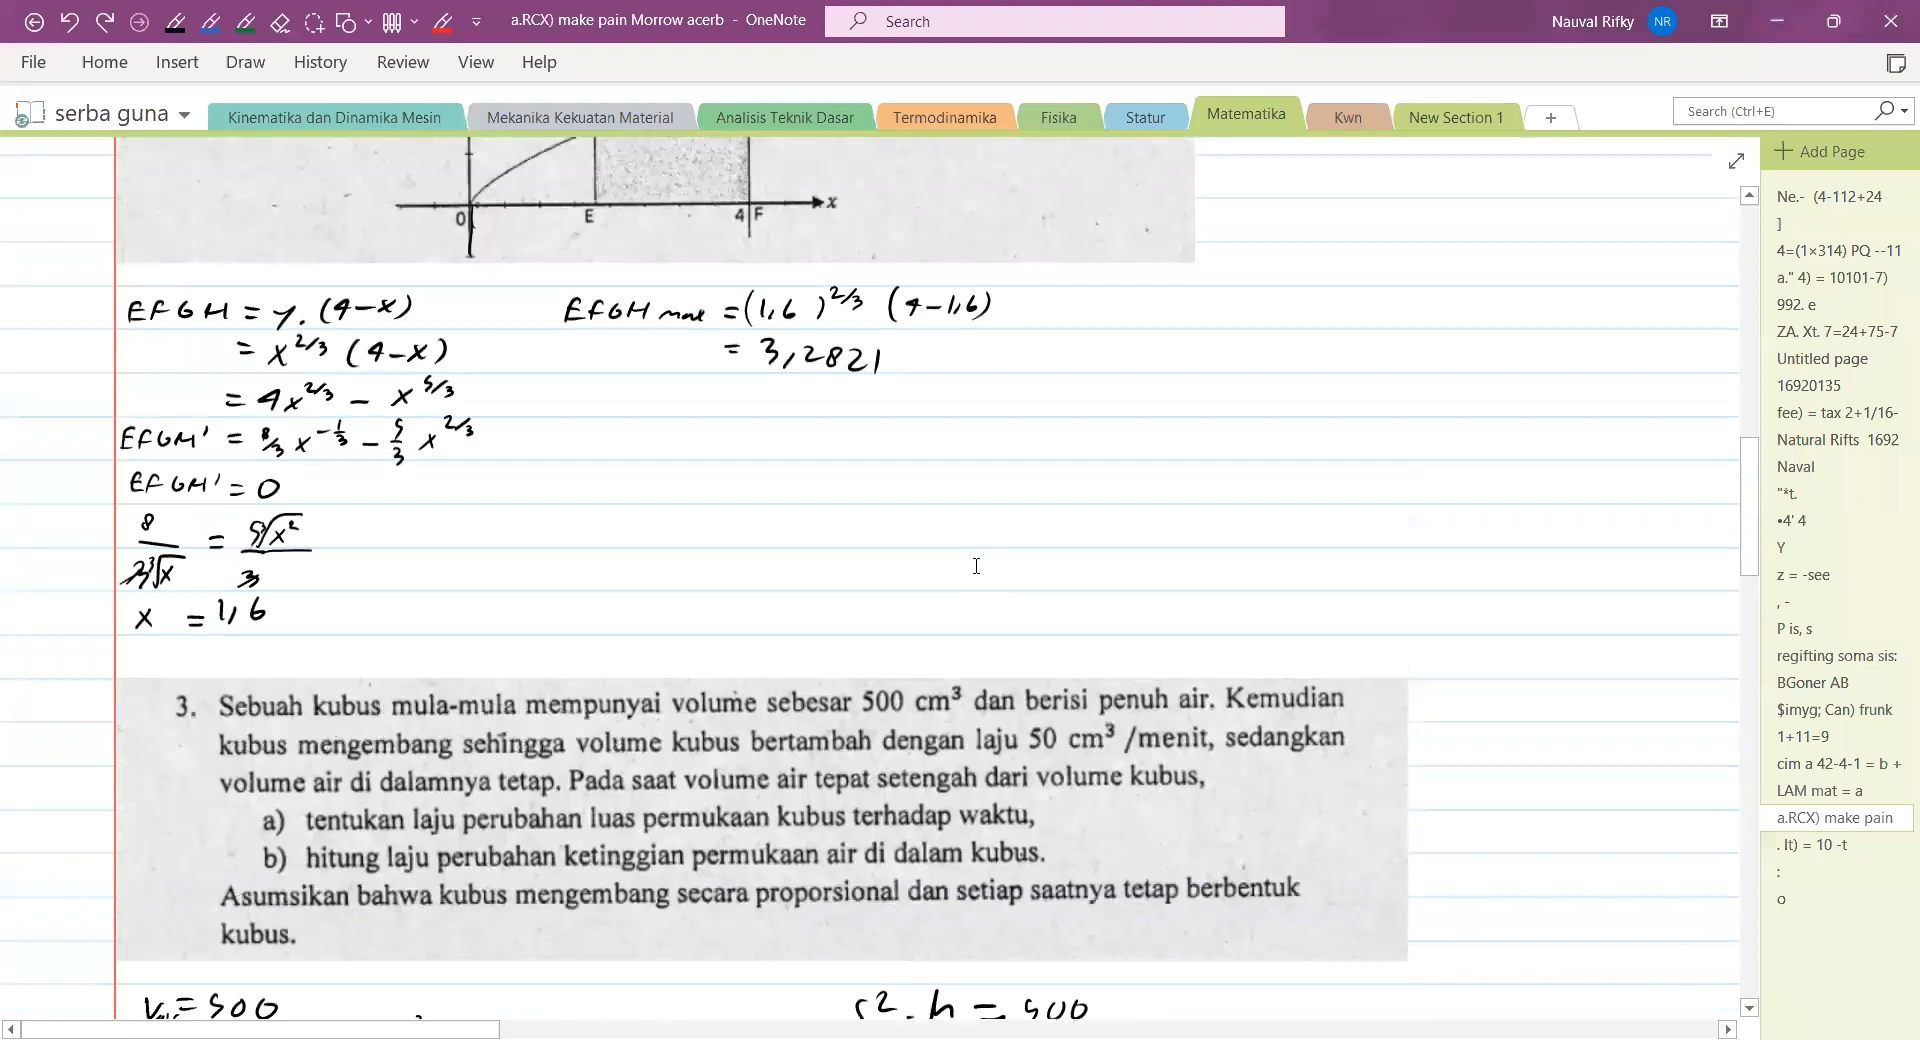 a.RCX) make pain Morrow acerb - OneNote
Search
Nauval Rifky
NR
File Home Insert Draw History Review View Help
serba guna
Kinematika dan Dinamika Mesin
Mekanika Kekuatan Material
Analisis Teknik Dasar
Termodinamika
Fisika
Statur
Matematika
Kwn
New Section 1
Search (Ctrl+E)
0 E 4 F x
EFGH = y. (4-x)
= x^2/3 (4-x)
= 4x^2/3 - x^5/3
EFGH' = 8/3 x^-1/3 - 5/3 x^2/3
EFGH' = 0
8/3∛x = 5∛x²/3
x = 1,6
EFGH max = (1,6)^2/3 (4-1,6)
= 3,2821
3. Sebuah kubus mula-mula mempunyai volume sebesar 500 cm³ dan berisi penuh air. Kemudian
kubus mengembang sehingga volume kubus bertambah dengan laju 50 cm³ /menit, sedangkan
volume air di dalamnya tetap. Pada saat volume air tepat setengah dari volume kubus,
a) tentukan laju perubahan luas permukaan kubus terhadap waktu,
b) hitung laju perubahan ketinggian permukaan air di dalam kubus.
Asumsikan bahwa kubus mengembang secara proporsional dan setiap saatnya tetap berbentuk
kubus.
= 500
s². h = 500
Add Page
Ne.- (4-112+24
]
4=(1×314) PQ --11
a." 4) = 10101-7)
992. e
ZA. Xt. 7=24+75-7
Untitled page
16920135
fee) = tax 2+1/16-
Natural Rifts 1692
Naval
"*t.
•4' 4
Y
z = -see
, -
P is, s
regifting soma sis:
BGoner AB
$imyg; Can) frunk
1+11=9
cim a 42-4-1 = b +
LAM mat = a
a.RCX) make pain
. It) = 10 -t
:
o